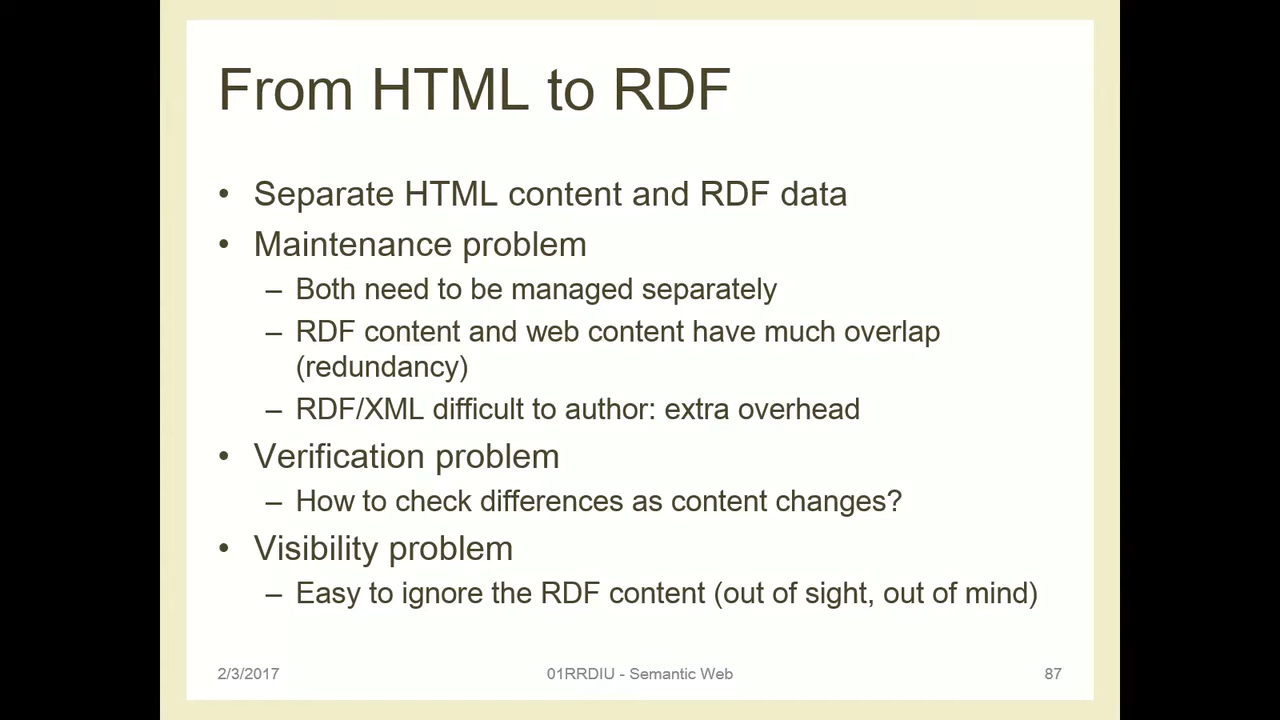 From HTML to RDF
• Separate HTML content and RDF data
• Maintenance problem
– Both need to be managed separately
– RDF content and web content have much overlap
(redundancy)
– RDF/XML difficult to author: extra overhead
• Verification problem
– How to check differences as content changes?
• Visibility problem
– Easy to ignore the RDF content (out of sight, out of mind)
2/3/2017 01RRDIU - Semantic Web 87